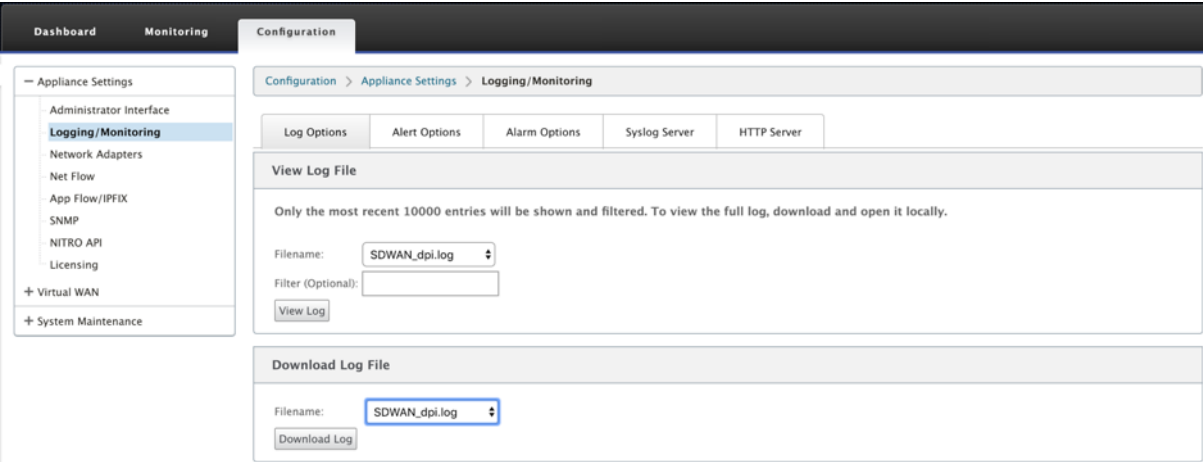 Dashboard Monitoring Configuration
− Appliance Settings
Administrator Interface
Logging/Monitoring
Network Adapters
Net Flow
App Flow/IPFIX
SNMP
NITRO API
Licensing
+ Virtual WAN
+ System Maintenance
Configuration > Appliance Settings > Logging/Monitoring
Log Options Alert Options Alarm Options Syslog Server HTTP Server
View Log File
Only the most recent 10000 entries will be shown and filtered. To view the full log, download and open it locally.
Filename: SDWAN_dpi.log
Filter (Optional):
View Log
Download Log File
Filename: SDWAN_dpi.log
Download Log